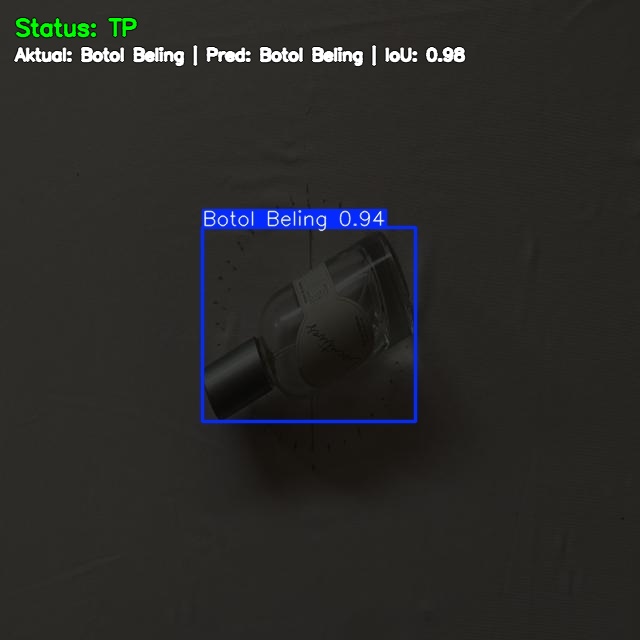 Status: TP
Aktual: Botol Beling | Pred: Botol Beling | IoU: 0.98
Botol Beling 0.94